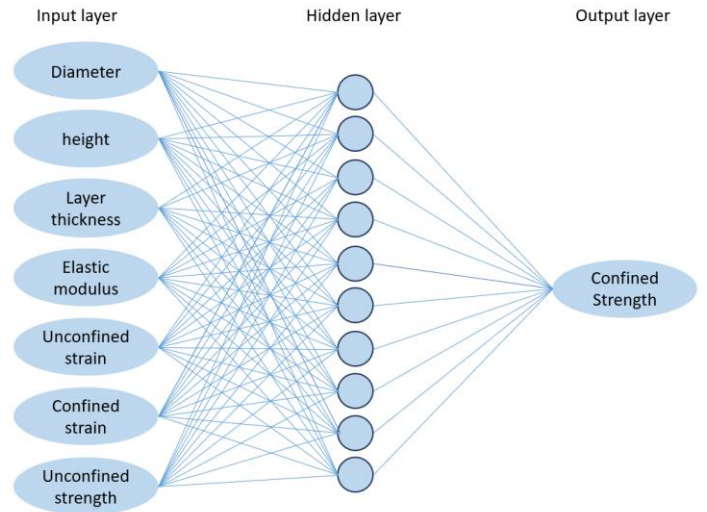 Input layer
Hidden layer
Output layer
Diameter
height
Layer
thickness
Elastic
modulus
Unconfined
strain
Confined
strain
Unconfined
strength
Confined
Strength